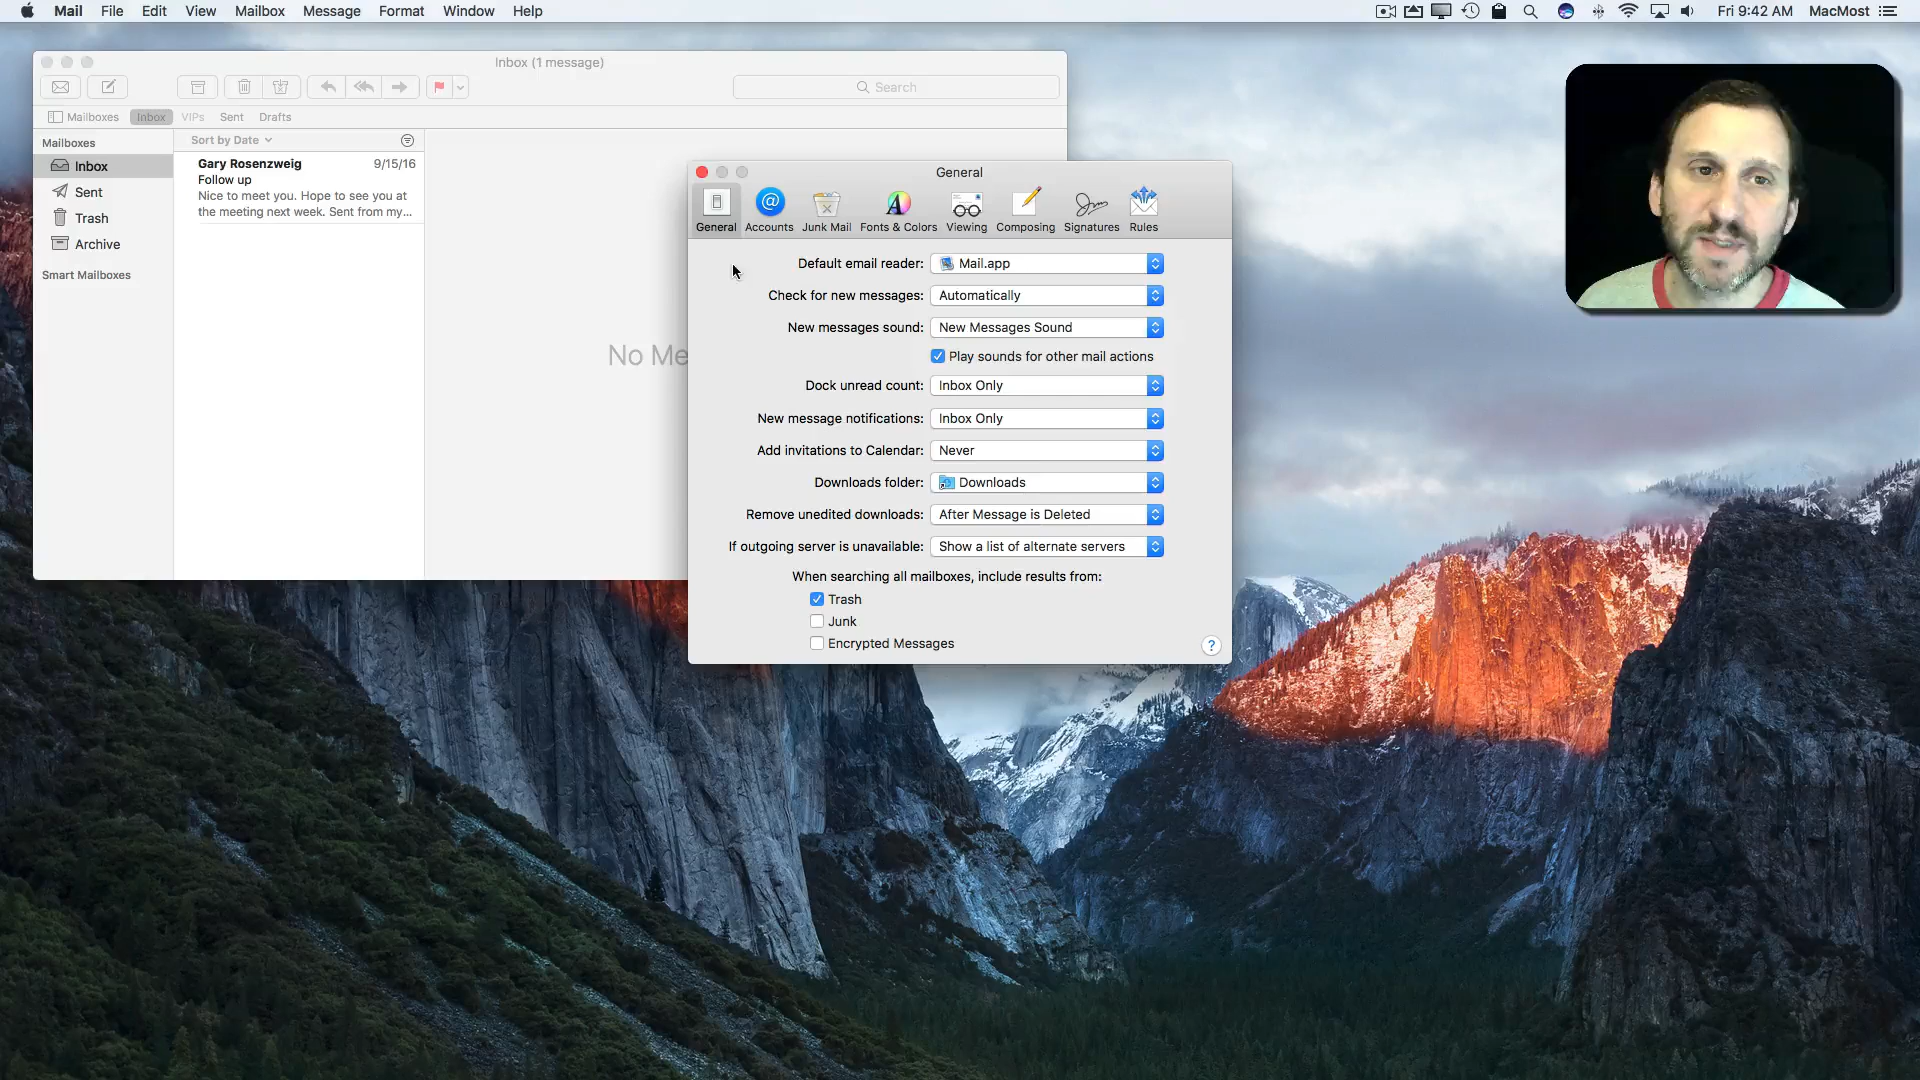 Mail File Edit View Mailbox Message Format Window Help
Fri 9:42 AM MacMost
Inbox (1 message)
Search
Mailboxes Inbox VIPs Sent Drafts
Mailboxes
Inbox
Sent
Trash
Archive
Smart Mailboxes
Sort by Date
Gary Rosenzweig 9/15/16
Follow up
Nice to meet you. Hope to see you at
the meeting next week. Sent from my...
No Me
General
General Accounts Junk Mail Fonts & Colors Viewing Composing Signatures Rules
Default email reader: Mail.app
Check for new messages: Automatically
New messages sound: New Messages Sound
Play sounds for other mail actions
Dock unread count: Inbox Only
New message notifications: Inbox Only
Add invitations to Calendar: Never
Downloads folder: Downloads
Remove unedited downloads: After Message is Deleted
If outgoing server is unavailable: Show a list of alternate servers
When searching all mailboxes, include results from:
Trash
Junk
Encrypted Messages
?